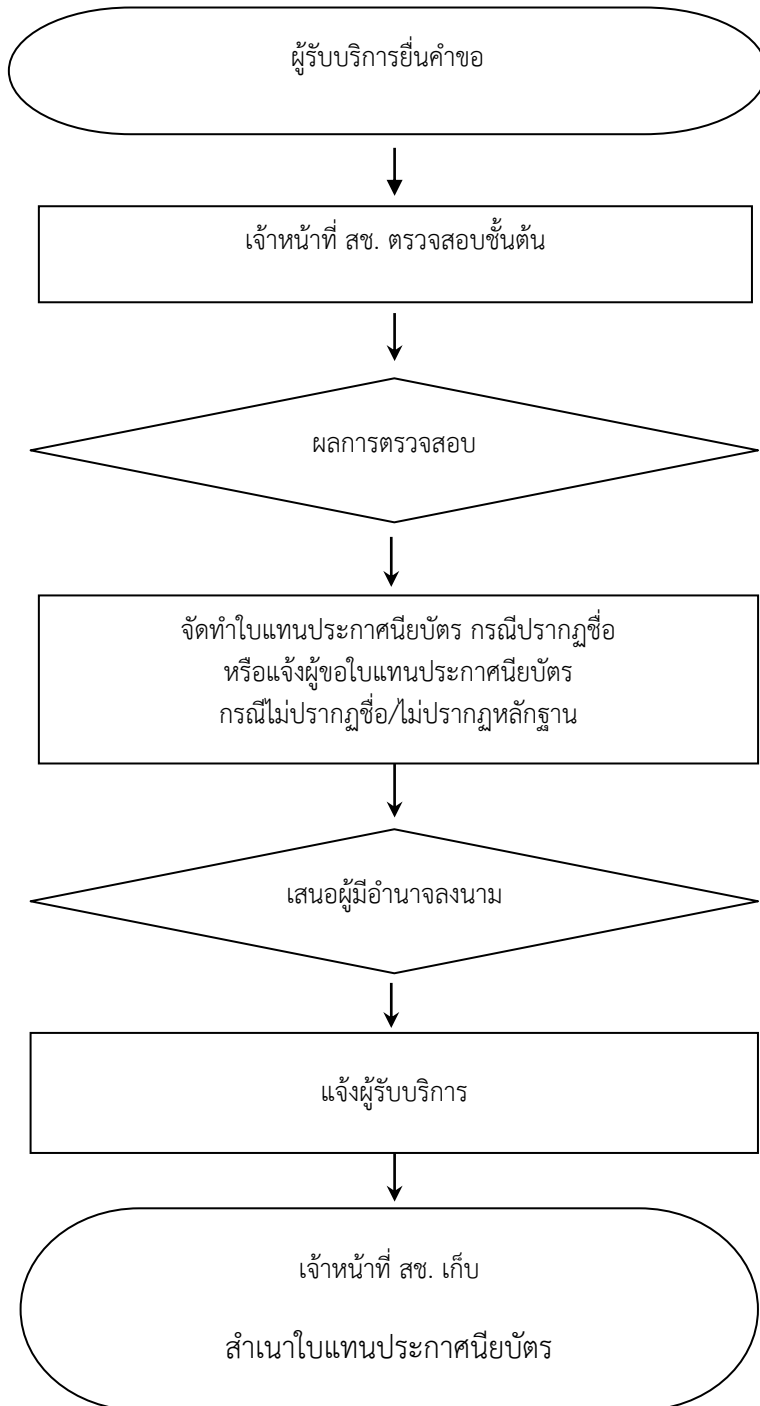 ผู้รับบริการยื่นคำขอ
เจ้าหน้าที่ สช. ตรวจสอบชั้นต้น
ผลการตรวจสอบ
จัดทำใบแทนประกาศนียบัตร กรณีปรากฏชื่อ
หรือแจ้งผู้ขอใบแทนประกาศนียบัตร
กรณีไม่ปรากฏชื่อ/ไม่ปรากฏหลักฐาน
เสนอผู้มีอำนาจลงนาม
แจ้งผู้รับบริการ
เจ้าหน้าที่ สช. เก็บ
สำเนาใบแทนประกาศนียบัตร